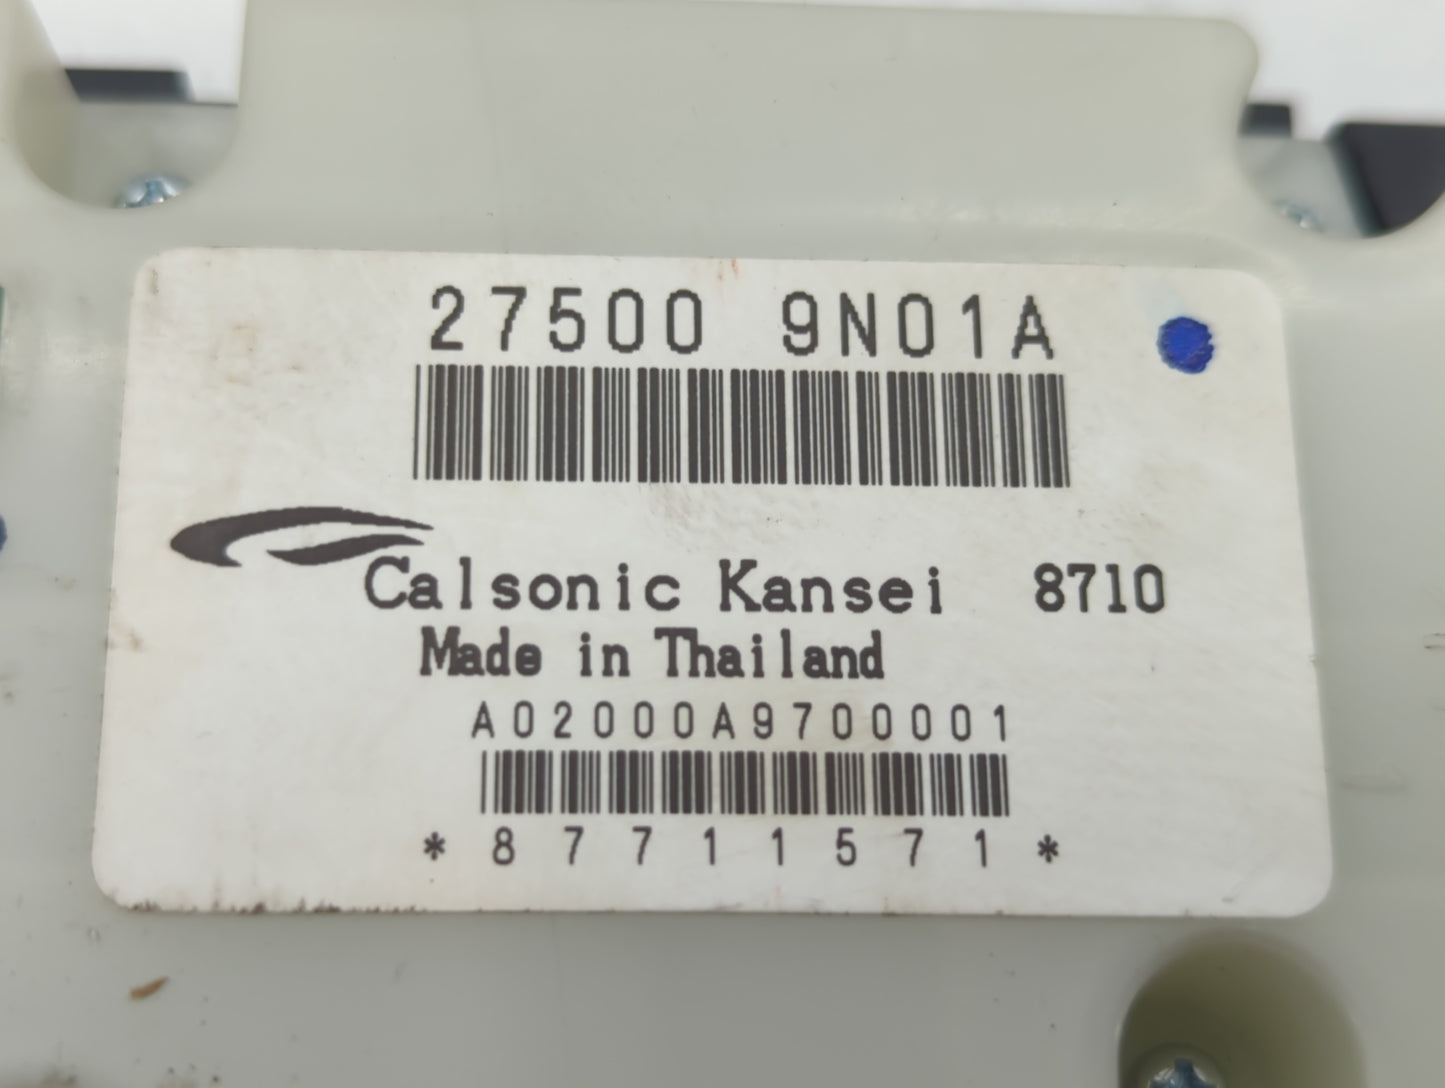 27500 9N01A
Calsonic Kansei 8710
Made in Thailand
A02000A9700001
*87711571*